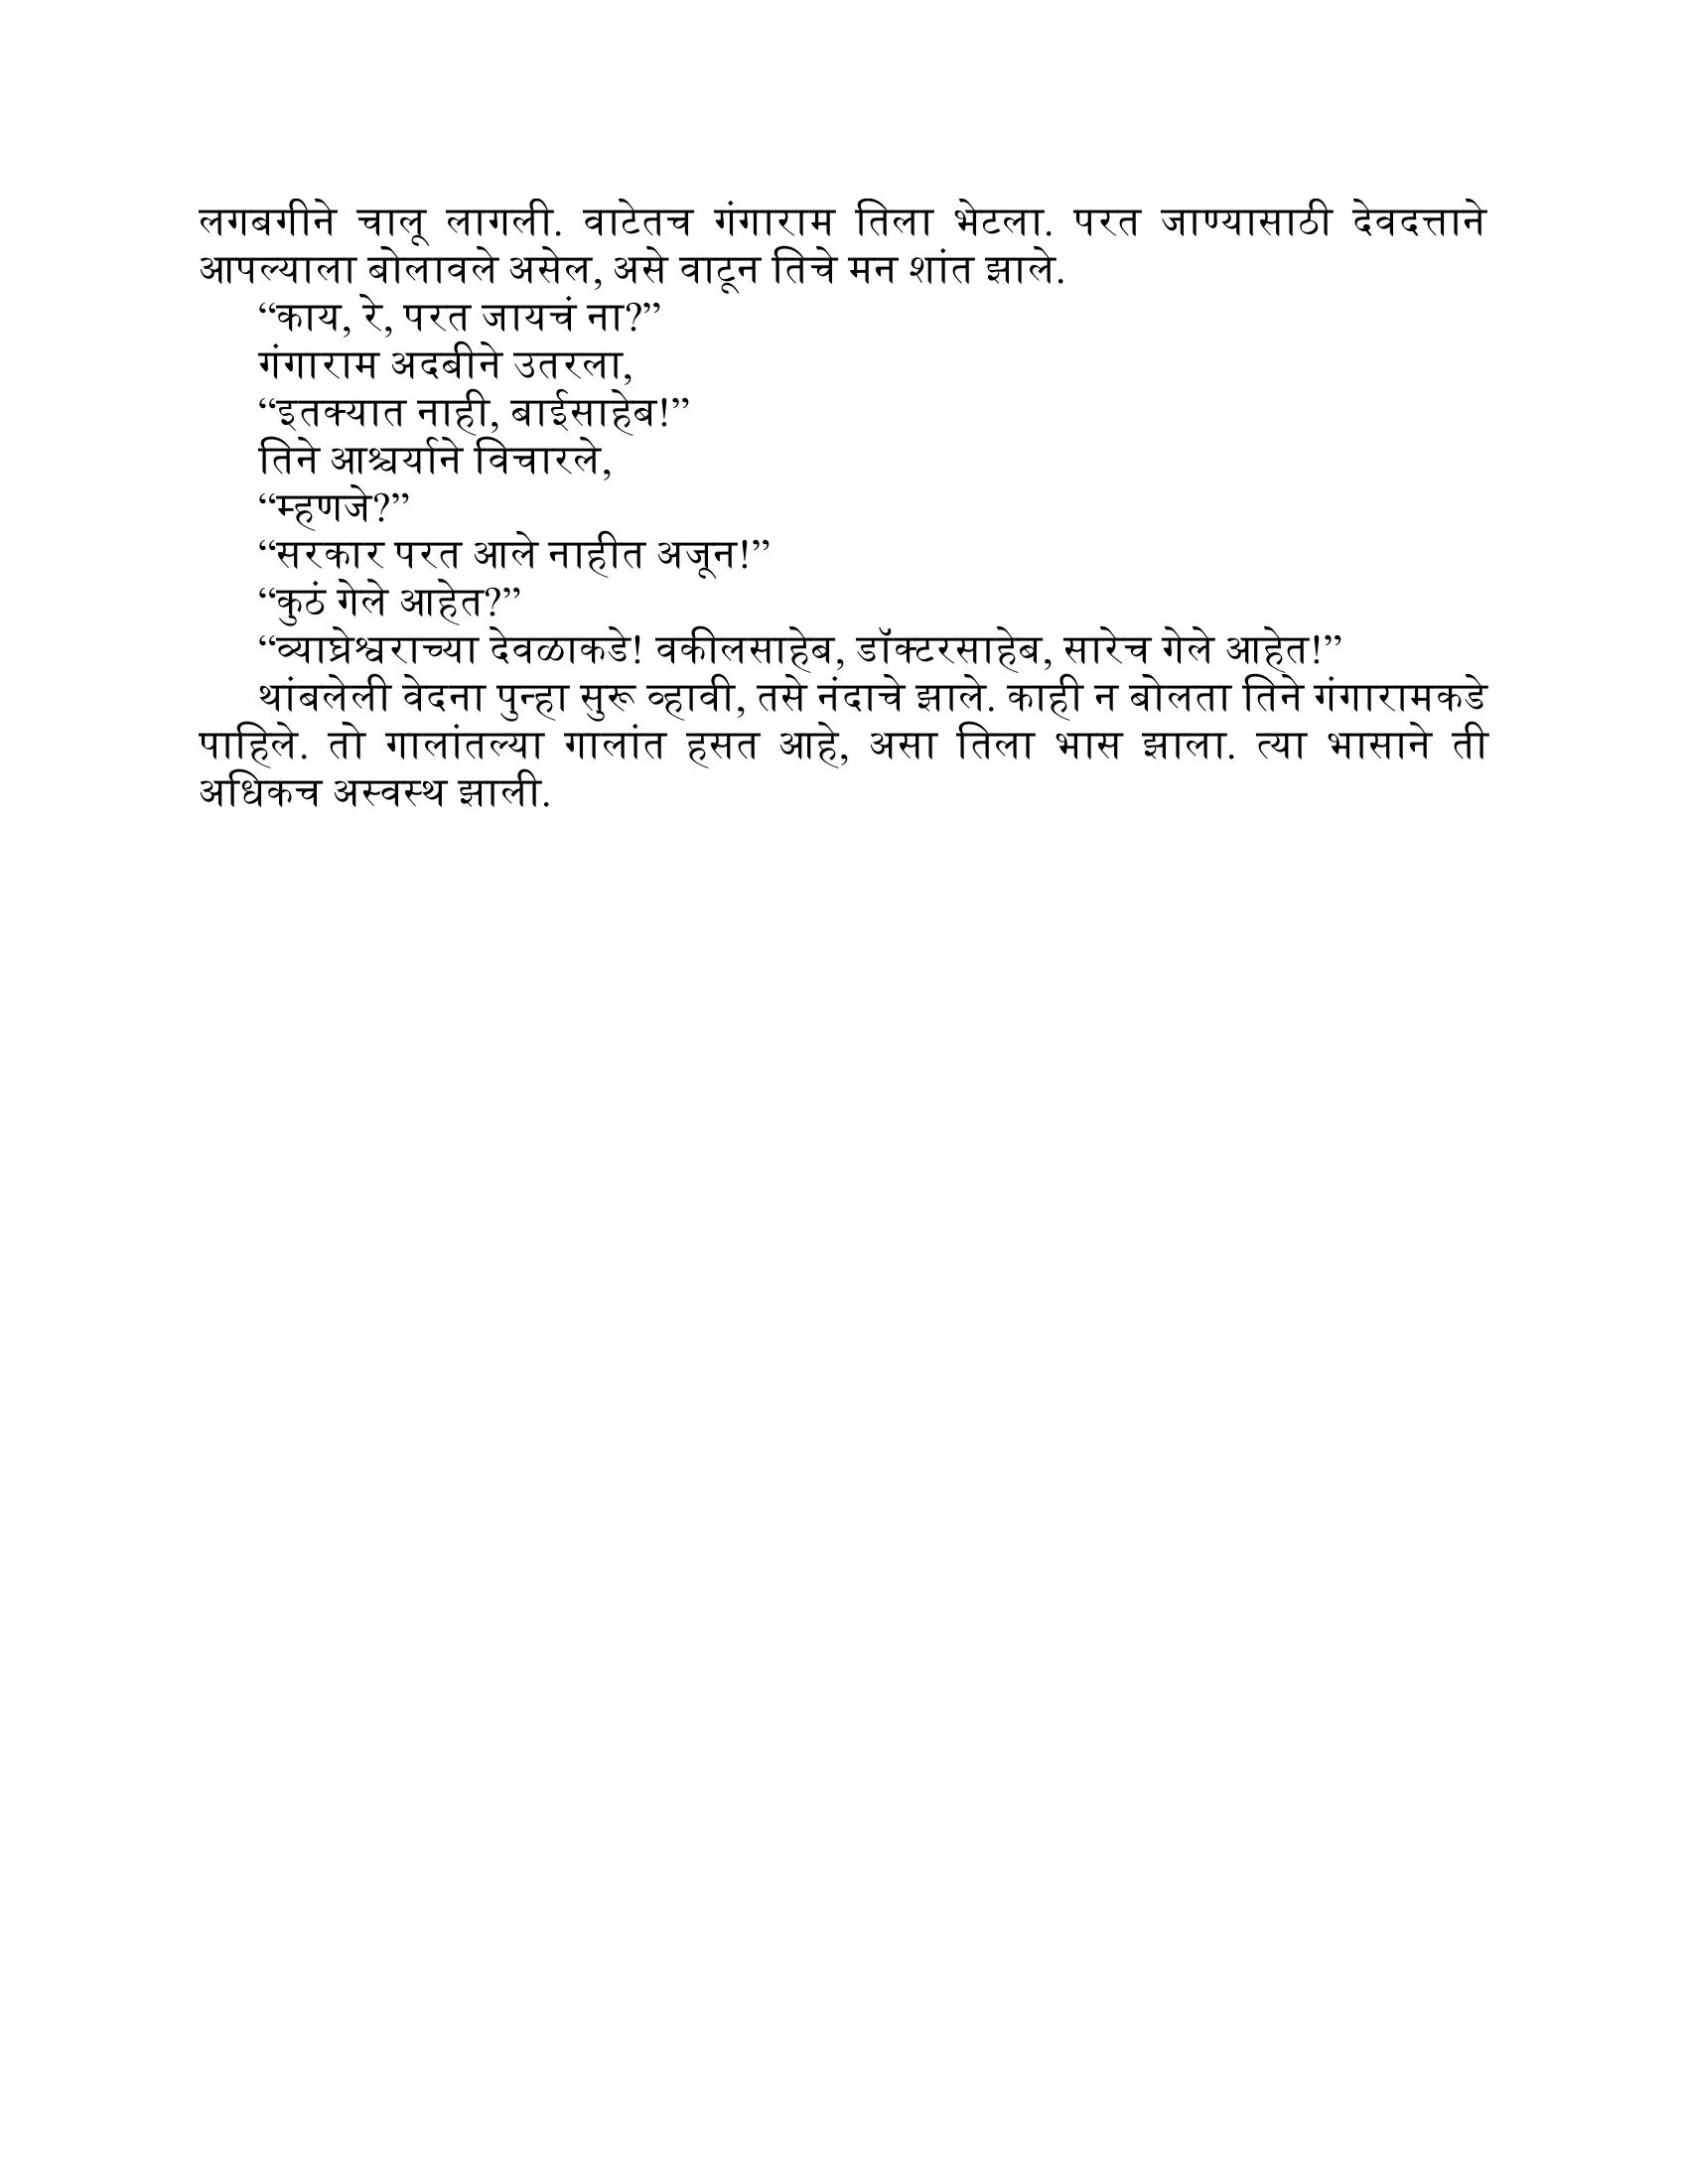 लगबगीने चालू लागली. वाटेतच गंगाराम तिला भेटला. परत जाण्यासाठी देवदत्ताने
आपल्याला बोलावले असेल, असे वाटून तिचे मन शांत झाले.
“काय, रे, परत जायचं ना?”
गंगाराम अदबीने उतरला,
“इतक्यात नाही, बाईसाहेब!”
तिने आश्चर्याने विचारले,
“म्हणजे?”
“सरकार परत आले नाहीत अजून!”
“कुठं गेले आहेत?”
“व्याघ्रेश्वराच्या देवळाकडे! वकीलसाहेब, डॉक्टरसाहेब, सारेच गेले आहेत!”
थांबलेली वेदना पुन्हा सुरू व्हावी, तसे नंदाचे झाले. काही न बोलता तिने गंगारामकडे
पाहिले. तो गालांतल्या गालांत हसत आहे, असा तिला भास झाला. त्या भासाने ती
अधिकच अस्वस्थ झाली.